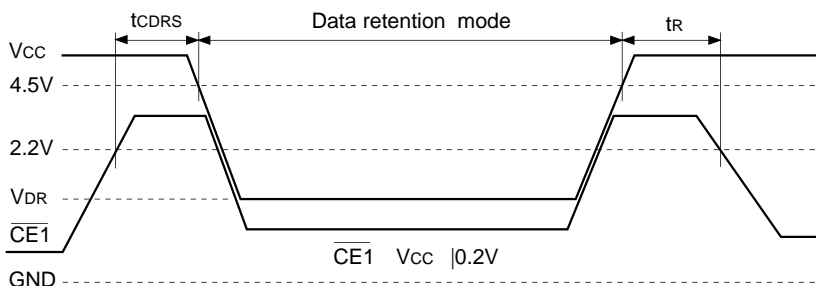 tCDRS Data retention mode tR
VCC
4.5V
2.2V
VDR
CE1
CE1 VCC |0.2V
GND